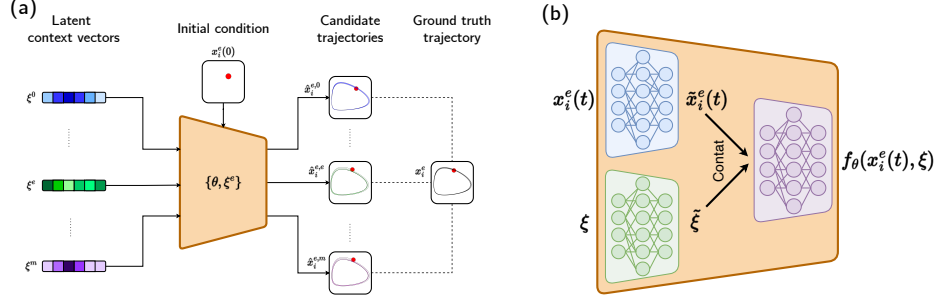 (a)
Latent
context vectors
Initial condition
Candidate
trajectories
Ground truth
trajectory
x_i^e(0)
ξ^0
x̂_i^{e,0}
ξ^e
{θ, ξ^e}
x̂_i^{e,e}
x_i^e
ξ^m
x̂_i^{e,m}
(b)
x_i^e(t)
x̃_i^e(t)
Contat
f_θ(x_i^e(t), ξ)
ξ
ξ̃